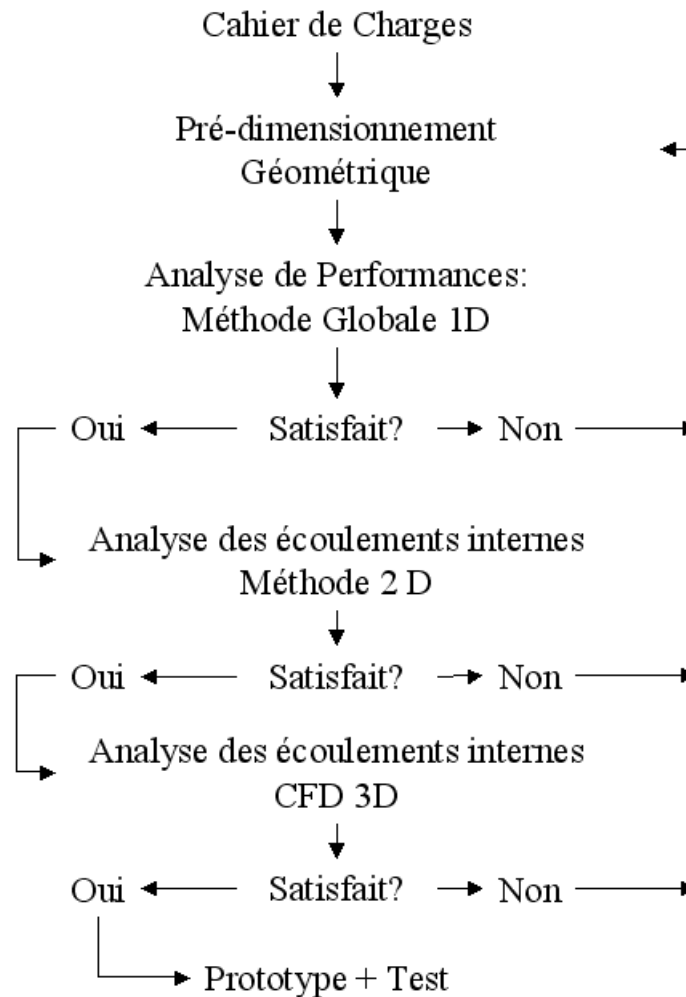 Cahier de Charges
Pré-dimensionnement
Géométrique
Analyse de Performances:
Méthode Globale 1D
Oui Satisfait? Non
Analyse des écoulements internes
Méthode 2 D
Oui Satisfait? Non
Analyse des écoulements internes
CFD 3D
Oui Satisfait? Non
Prototype + Test